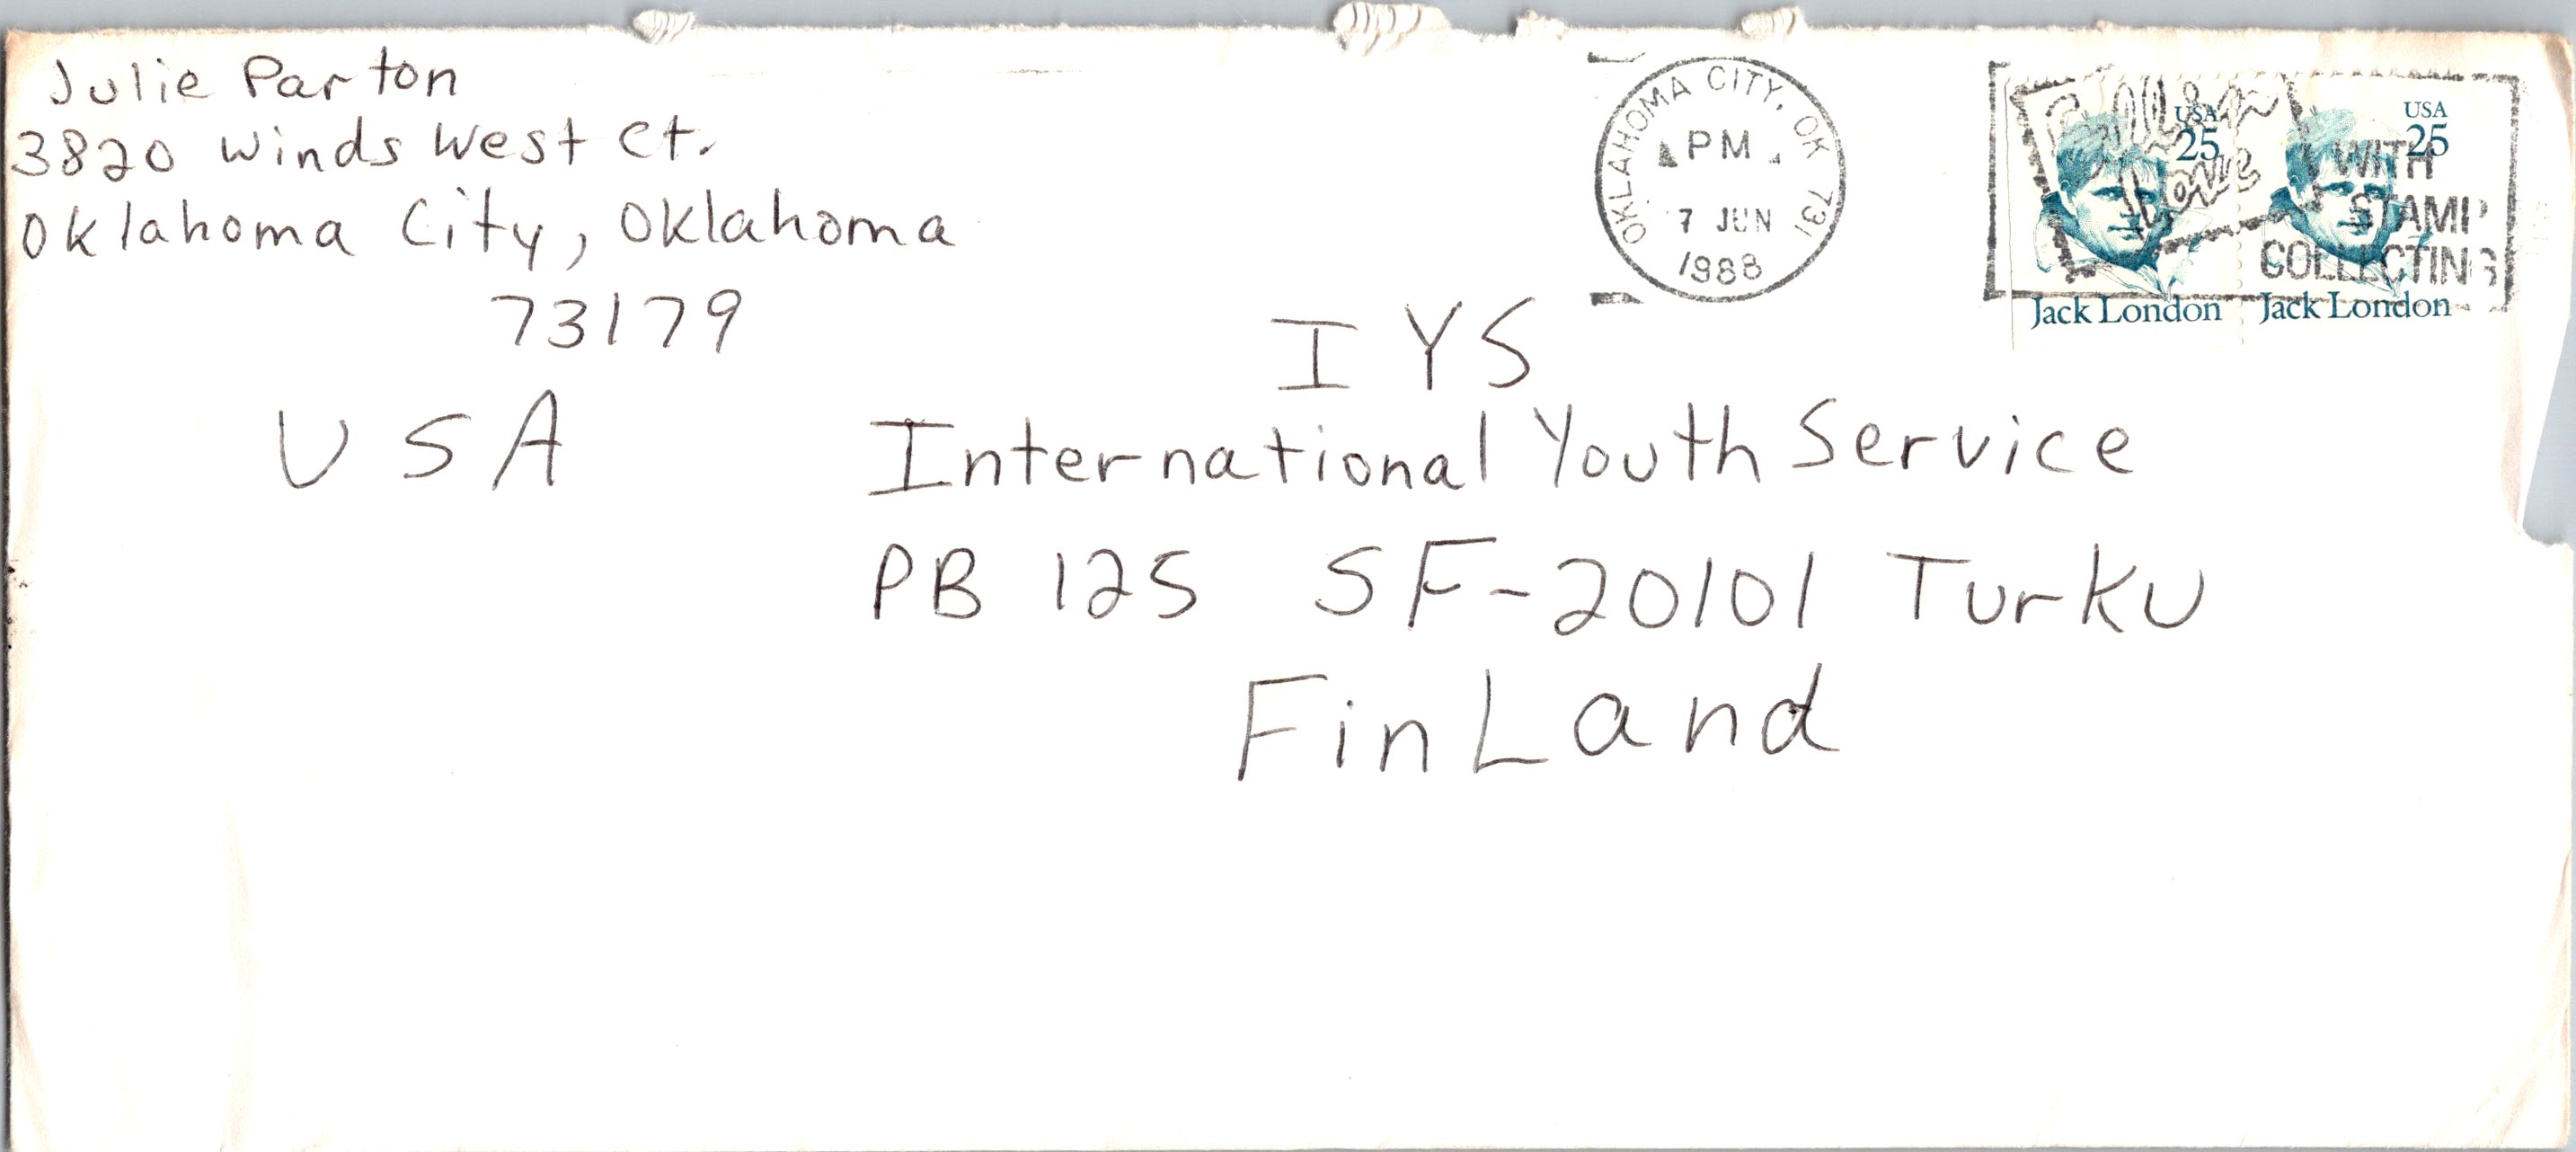 Julie Parton
3820 Winds West Ct.
Oklahoma City, Oklahoma
73179
USA
OKLAHOMA CITY, OK 731
PM
7 JUN
1988
USA
25
Jack London
USA
25
Jack London
WITH
STAMP
COLLECTING
IYS
International Youth Service
PB 125 SF-20101 Turku
FinLand